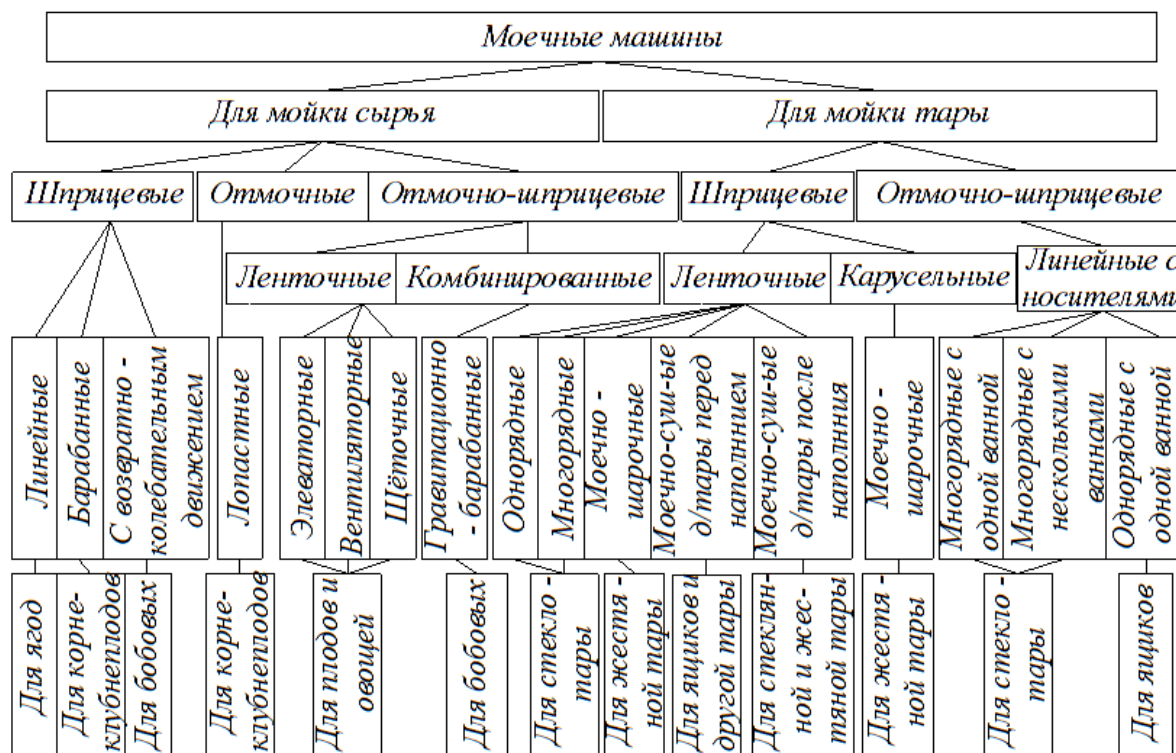 Моечные машины
Для мойки сырья
Для мойки тары
Шприцевые
Отмочные
Отмочно-шприцевые
Шприцевые
Отмочно-шприцевые
Ленточные
Комбинированные
Ленточные
Карусельные
Линейные с
носителями
Линейные
Барабанные
С возвратно -
колебательным
движением
Лопастные
Элеваторные
Вентиляторные
Щёточные
Гравитационно
- барабанные
Однорядные
Многорядные
Моечно -
шарочные
Моечно-суш-ые
д/тары перед
наполннием
Моечно-суш-ые
д/тары после
наполнния
Моечно -
шарочные
Многорядные с
одной ванной
Многорядные с
несколькими
ваннами
Однорядные с
одной ванной
Для ягод
Для корне-
клубнеплодов
Для бобовых
Для корне-
клубнеплодов
Для плодов и
овощей
Для бобовых
Для стекло -
тары
Для жестя -
ной тары
Для ящиков и
другой тары
Для стеклян-
ной и жес-
тяной тары
Для жестя -
ной тары
Для стекло -
тары
Для ящиков